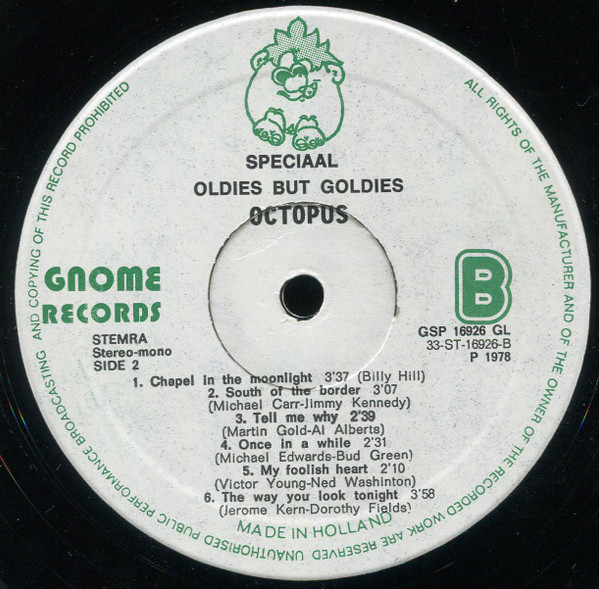 SPECIAAL
OLDIES BUT GOLDIES
OCTOPUS
GNOME
RECORDS
B
STEMRA
Stereo-mono
SIDE 2
GSP 16926 GL
33-ST-16926-B
P 1978
1. Chapel in the moonlight 3'37 (Billy Hill)
2. South of the border 3'07
(Michael Carr-Jimmy Kennedy)
3. Tell me why 2'39
(Martin Gold-Al Alberts)
4. Once in a while 2'31
(Michael Edwards-Bud Green)
5. My foolish heart 2'10
(Victor Young-Ned Washinton)
6. The way you look tonight 3'58
(Jerome Kern-Dorothy Fields)
MADE IN HOLLAND
ALL RIGHTS OF THE MANUFACTURER AND OF THE OWNER OF THE RECORDED WORK ARE RESERVED UNAUTHORISED PUBLIC PERFORMANCE BROADCASTING AND COPYING OF THIS RECORD PROHIBITED